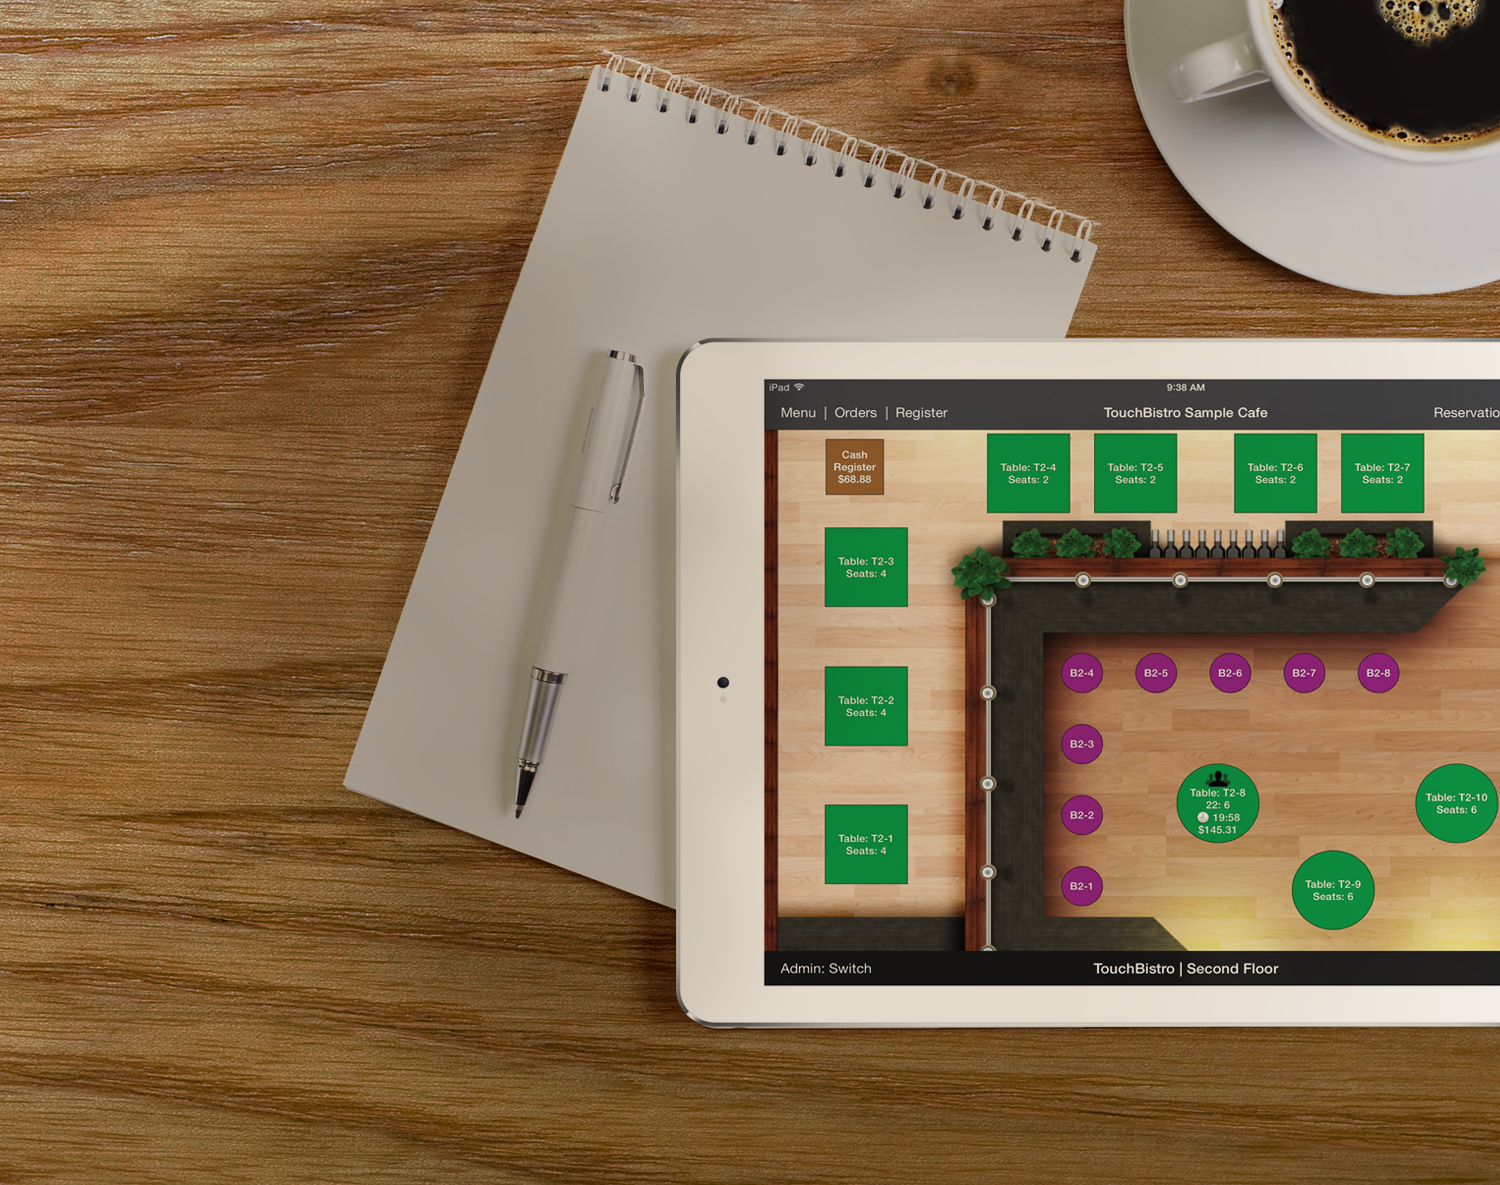 iPad
9:38 AM
Menu | Orders | Register
TouchBistro Sample Cafe
Reservatio
Cash
Register
$68.88
Table: T2-4
Seats: 2
Table: T2-5
Seats: 2
Table: T2-6
Seats: 2
Table: T2-7
Seats: 2
Table: T2-3
Seats: 4
Table: T2-2
Seats: 4
Table: T2-1
Seats: 4
B2-4
B2-5
B2-6
B2-7
B2-8
B2-3
B2-2
B2-1
Table: T2-8
22: 6
19:58
$145.31
Table: T2-10
Seats: 6
Table: T2-9
Seats: 6
Admin: Switch
TouchBistro | Second Floor